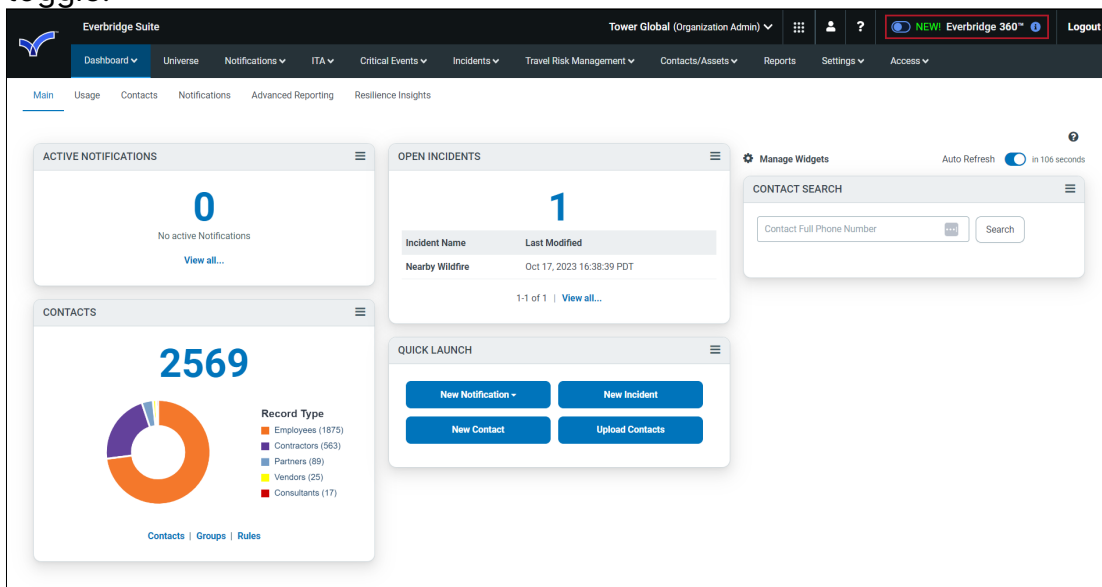 toggle.
Everbridge Suite
Tower Global (Organization Admin)
?
NEW! Everbridge 360™
Logout
Dashboard
Universe
Notifications
ITA
Critical Events
Incidents
Travel Risk Management
Contacts/Assets
Reports
Settings
Access
Main
Usage
Contacts
Notifications
Advanced Reporting
Resilience Insights
ACTIVE NOTIFICATIONS
0
No active Notifications
View all...
CONTACTS
2569
Record Type
Employees (1875)
Contractors (563)
Partners (89)
Vendors (25)
Consultants (17)
Contacts | Groups | Rules
OPEN INCIDENTS
1
Incident Name Last Modified
Nearby Wildfire Oct 17, 2023 16:38:39 PDT
1-1 of 1 | View all...
QUICK LAUNCH
New Notification
New Incident
New Contact
Upload Contacts
Manage Widgets
Auto Refresh in 106 seconds
CONTACT SEARCH
Contact Full Phone Number
Search